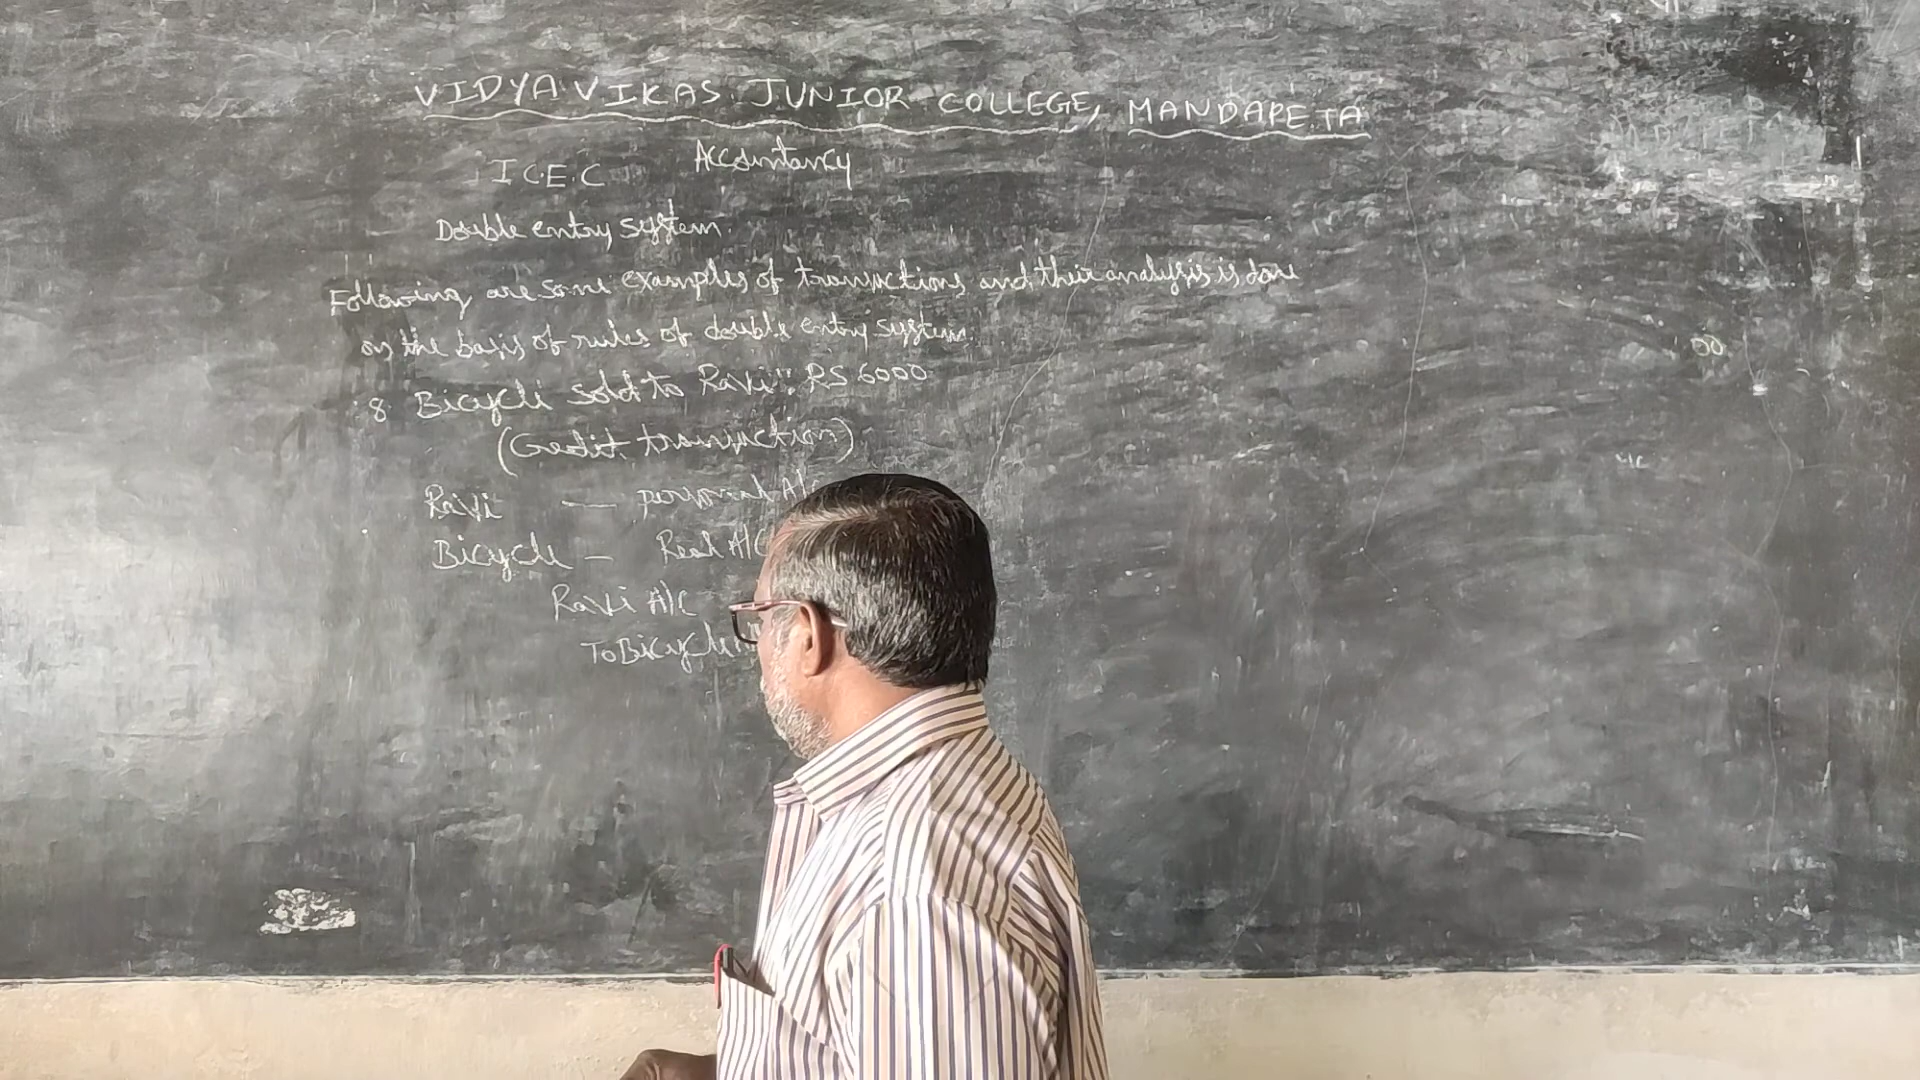 VIDYA VIKAS JUNIOR COLLEGE, MANDAPETA
I C.E.C Accountancy
Double entry system.
Following are some examples of transactions and their analysis is done
on the basis of rules of double entry system.
8 Bicycle sold to Ravi RS 6000
(Credit transaction)
Ravi — personal A/C
Bicycle — Real A/C
Ravi A/C
To Bicycle